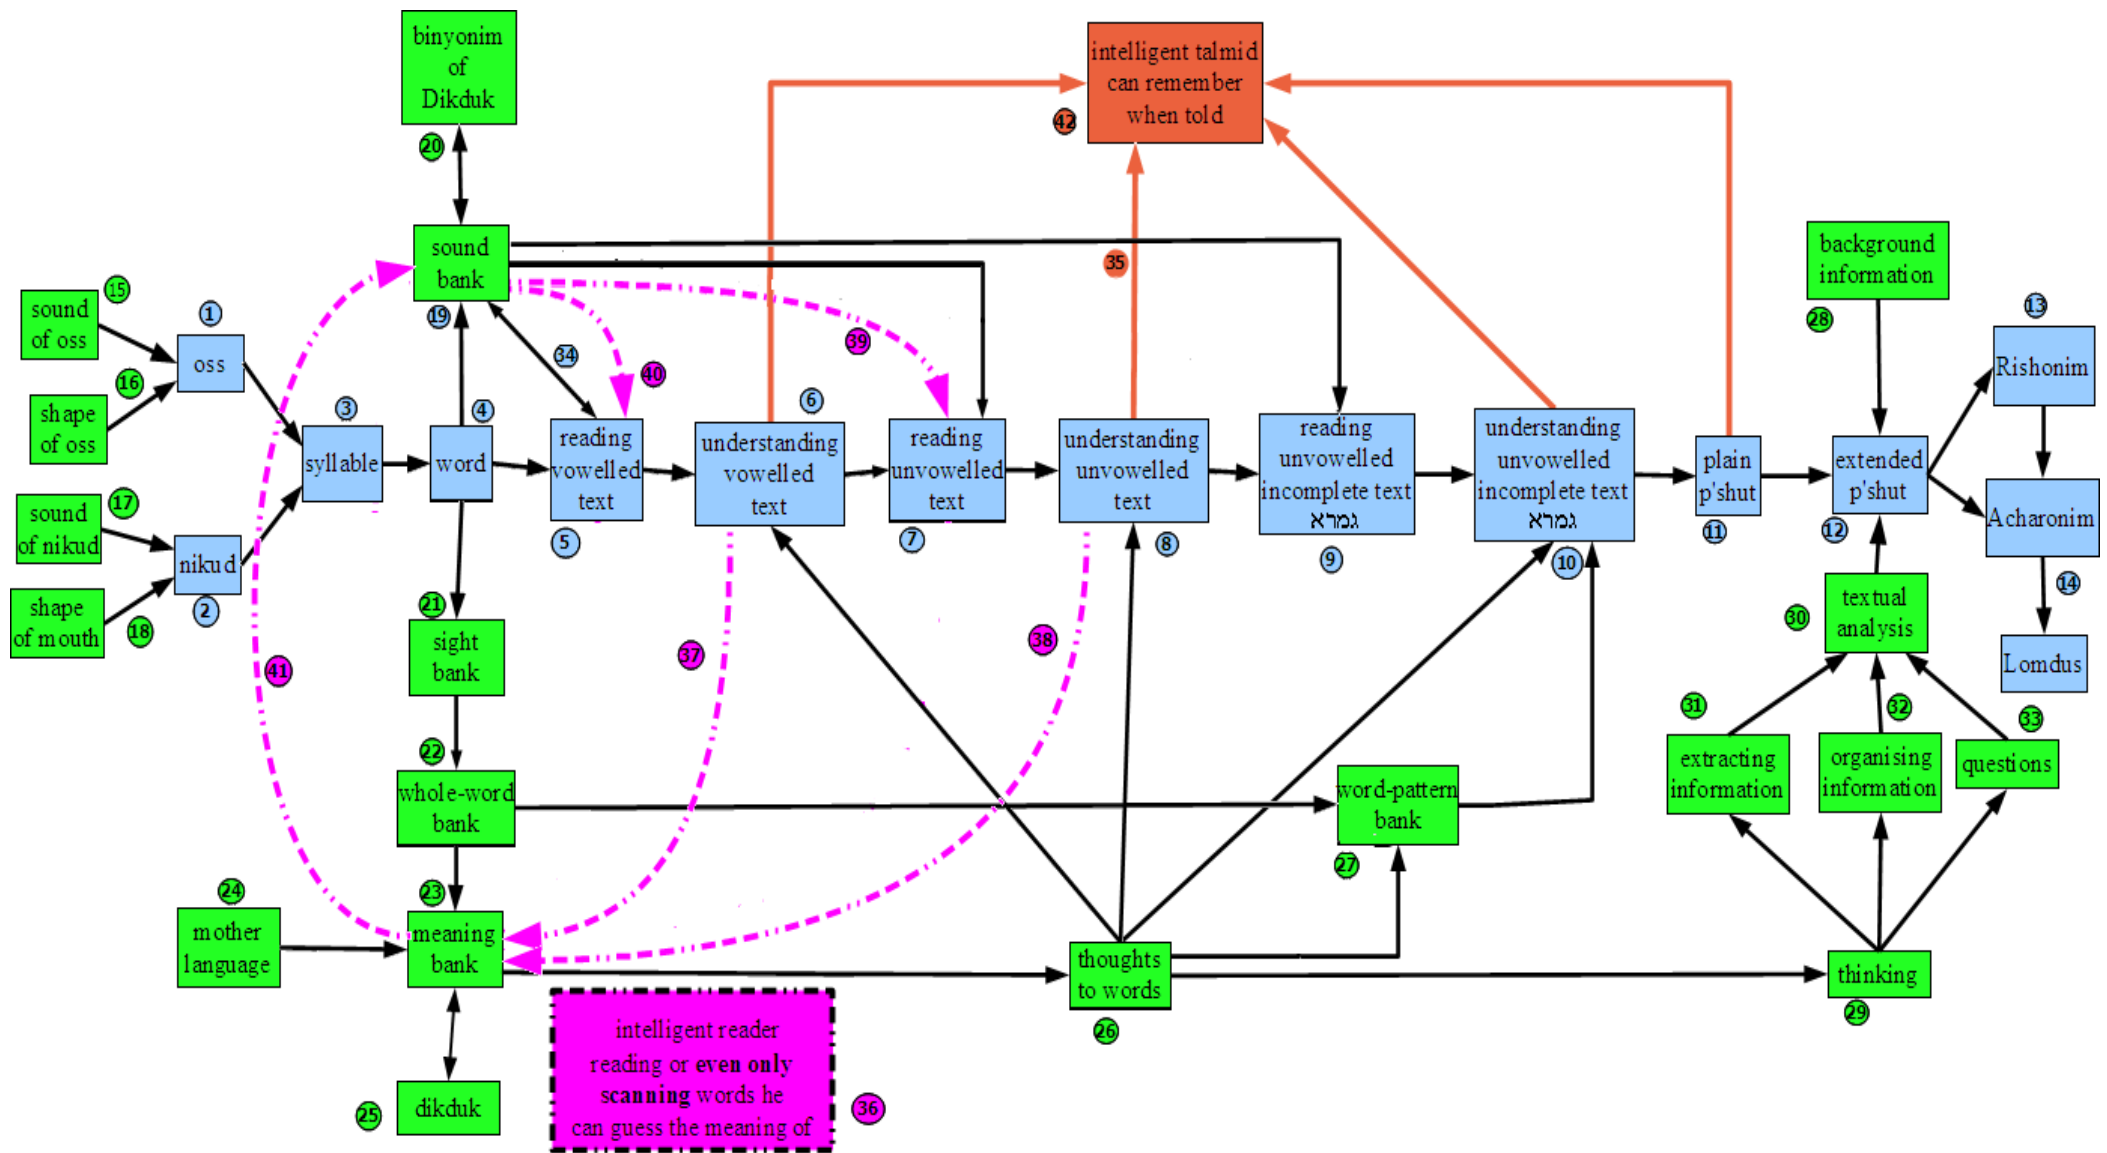 binyonim
of
Dikduk
20
intelligent talmid
can remember
when told
42
sound
bank
19
35
background
information
28
15
sound
of oss
16
shape
of oss
1
oss
17
sound
of nikud
shape
of mouth
18
nikud
2
3
syllable
4
word
34
40
39
reading
vowelled
text
5
6
understanding
vowelled
text
reading
unvowelled
text
7
understanding
unvowelled
text
8
reading
unvowelled
incomplete text
גמרא
9
understanding
unvowelled
incomplete text
גמרא
10
plain
p'shut
11
extended
p'shut
12
13
Rishonim
Acharonim
14
Lomdus
21
sight
bank
41
37
38
22
whole-word
bank
word-pattern
bank
27
30
textual
analysis
31
32
33
extracting
information
organising
information
questions
24
mother
language
23
meaning
bank
thoughts
to words
26
thinking
29
25
dikduk
intelligent reader
reading or even only
scanning words he
can guess the meaning of
36